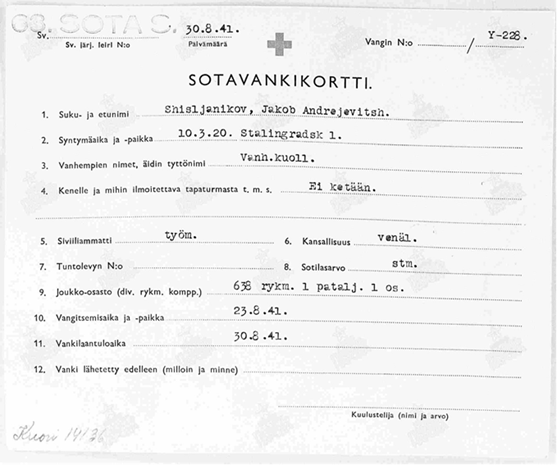 68. SOTA S. 30.8.41. Y-228.
Sv. järj. leiri N:o Päivämäärä Vangin N:o /
SOTAVANKIKORTTI.
1. Suku- ja etunimi Shisljanikov, Jakob Andrejevitsh.
2. Syntymäaika ja -paikka 10.3.20. Stalingradsk l.
3. Vanhempien nimet, äidin tyttönimi Vanh.kuoll.
4. Kenelle ja mihin ilmoitettava tapaturmasta t. m. s. Ei ketään.
5. Siviiliammatti työm. 6. Kansallisuus venäl.
7. Tuntolevyn N:o 8. Sotilasarvo stm.
9. Joukko-osasto (div. rykm. kompp.) 638 rykm. 1 patalj. 1 os.
10. Vangitsemisaika ja -paikka 23.8.41.
11. Vankilaantuloaika 30.8.41.
12. Vanki lähetetty edelleen (milloin ja minne)
Kuulustelija (nimi ja arvo)
Kuori 14136